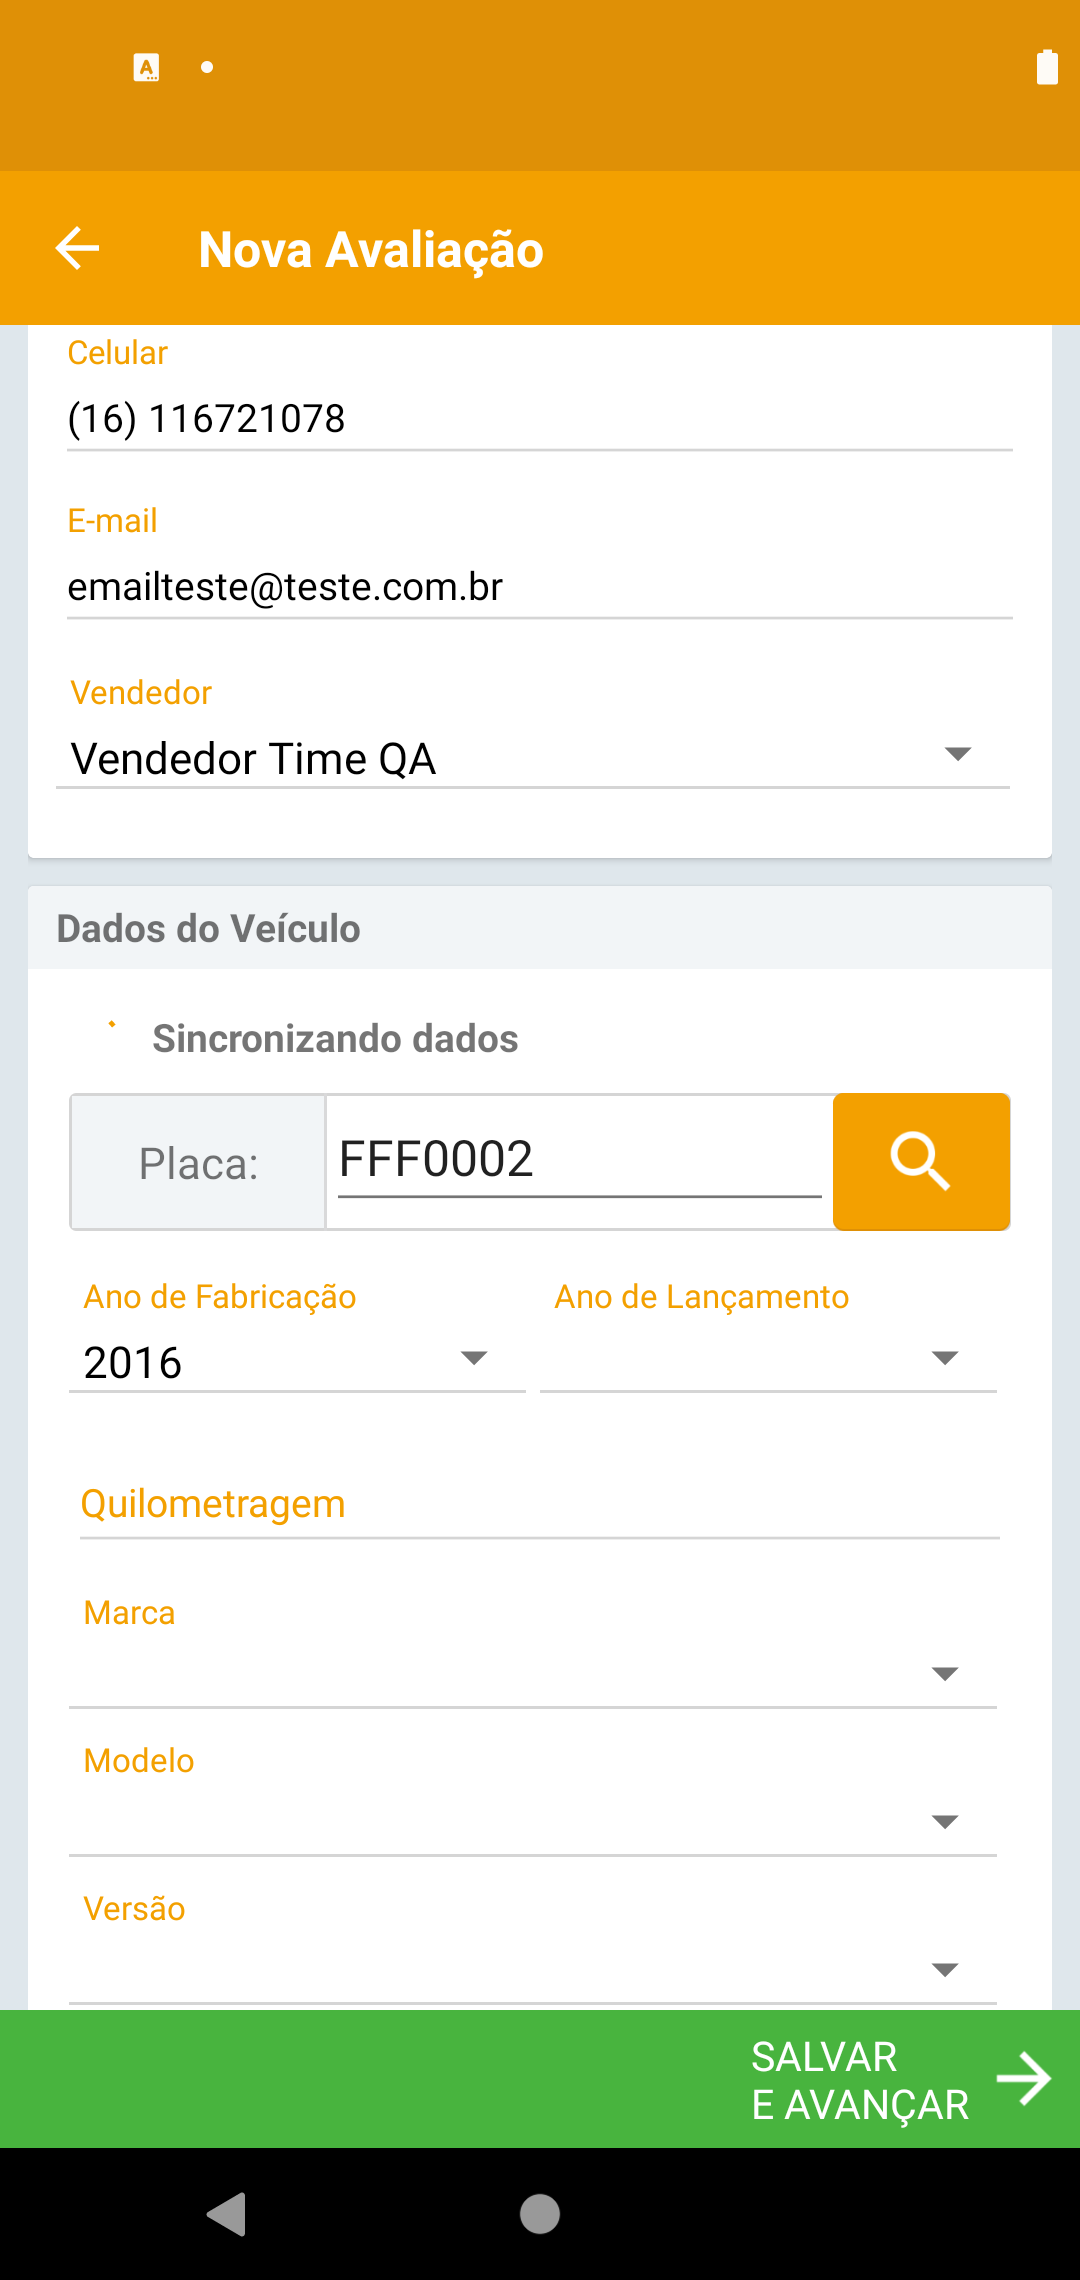 Nova Avaliação
Celular
(16) 116721078
E-mail
emailteste@teste.com.br
Vendedor
Vendedor Time QA
Dados do Veículo
Sincronizando dados
Placa:
FFF0002
Ano de Fabricação
Ano de Lançamento
2016
Quilometragem
Marca
Modelo
Versão
SALVAR
E AVANÇAR